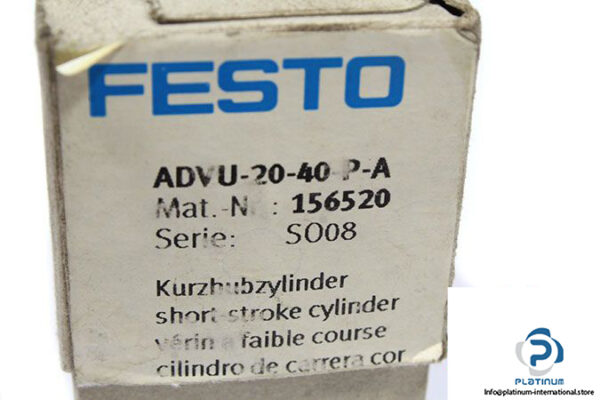 FESTO
ADVU-20-40-P-A
Mat.-N : 156520
Serie: SO08
Kurzhubzylinder
short-stroke cylinder
vérin a faible course
cilindro de carrera cor
PLATINUM
Info@platinum-international.store